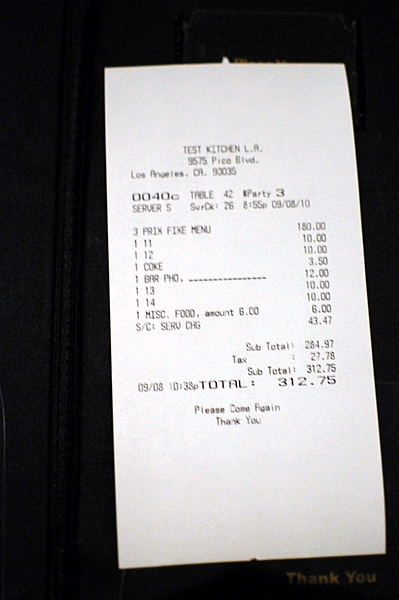 TEST KITCHEN L.A.
9575 Pico Blvd.
Los Angeles, CA. 90035
0040c TABLE 42 #Party 3
SERVER S SvrCk: 26 8:55p 09/08/10
3 PRIX FIXE MENU 180.00
1 11 10.00
1 12 10.00
1 COKE 3.50
1 BAR PHO. ________________ 12.00
1 13 10.00
1 14 10.00
1 MISC. FOOD, amount 6.00 6.00
S/C: SERV CHG 43.47
Sub Total: 284.97
Tax : 27.78
Sub Total: 312.75
09/08 10:38p TOTAL: 312.75
Please Come Again
Thank You
Thank You